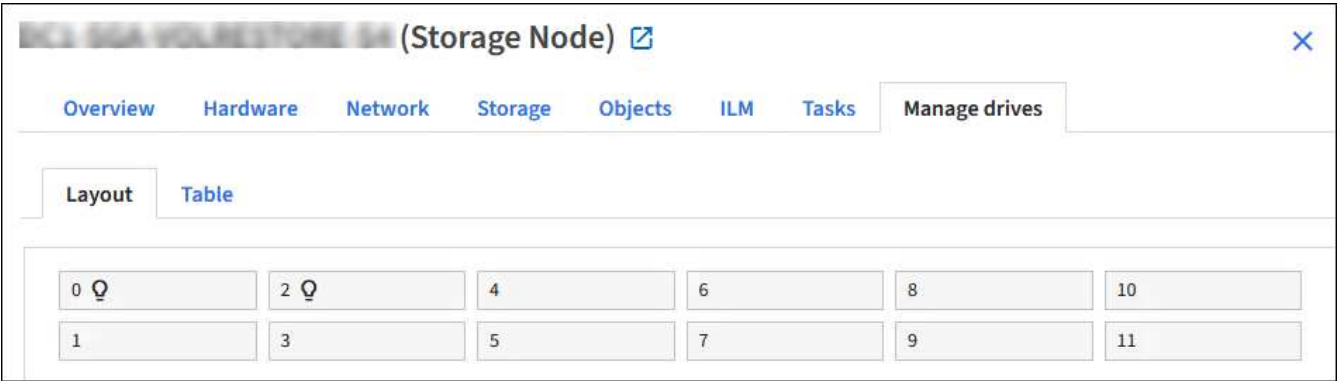 (Storage Node)
Overview Hardware Network Storage Objects ILM Tasks Manage drives
Layout Table
0 2 4 6 8 10
1 3 5 7 9 11